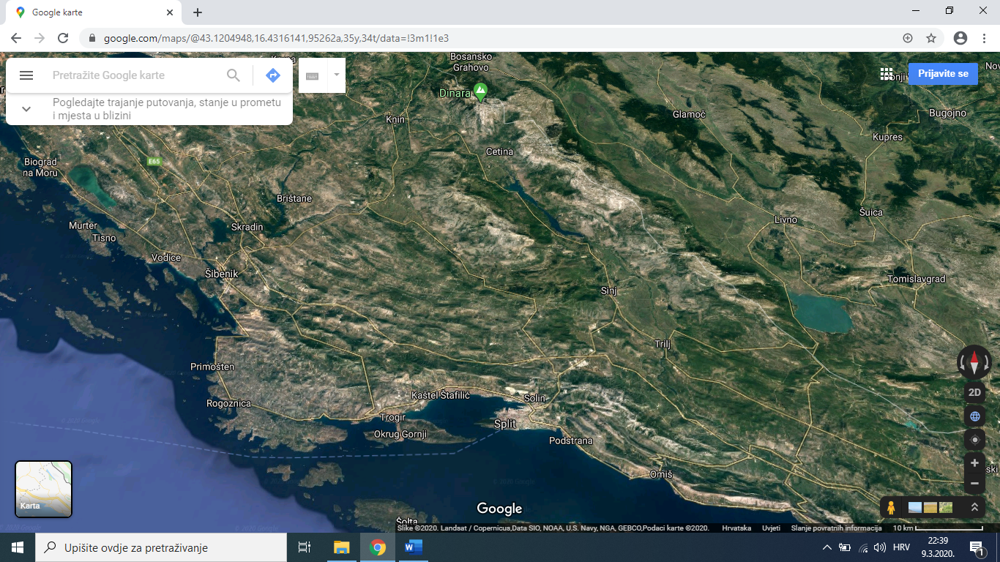 Google karte
google.com/maps/@43.1204948,16.4316141,95262a,35y,34t/data=!3m1!1e3
Pretražite Google karte
Pogledajte trajanje putovanja, stanje u prometu
i mjesta u blizini
Prijavite se
Bosansko
Grahovo
Dinara
Knin
Glamoč
Bugojno
Kupres
Cetina
E65
Biograd
na Moru
Brištane
Šuica
Livno
Murter
Tisno
Skradin
Vodice
Šibenik
Tomislavgrad
Sinj
Trilj
Primošten
Rogoznica
Kaštel Štafilić
Solin
Trogir
Split
Okrug Gornji
Podstrana
Omiš
Šolta
2D
Karta
Google
Slike ©2020. Landsat / Copernicus,Data SIO, NOAA, U.S. Navy, NGA, GEBCO,Podaci karte ©2020.
Hrvatska
Uvjeti
Slanje povratnih informacija
10 km
Upišite ovdje za pretraživanje
HRV
22:39
9.3.2020.
1